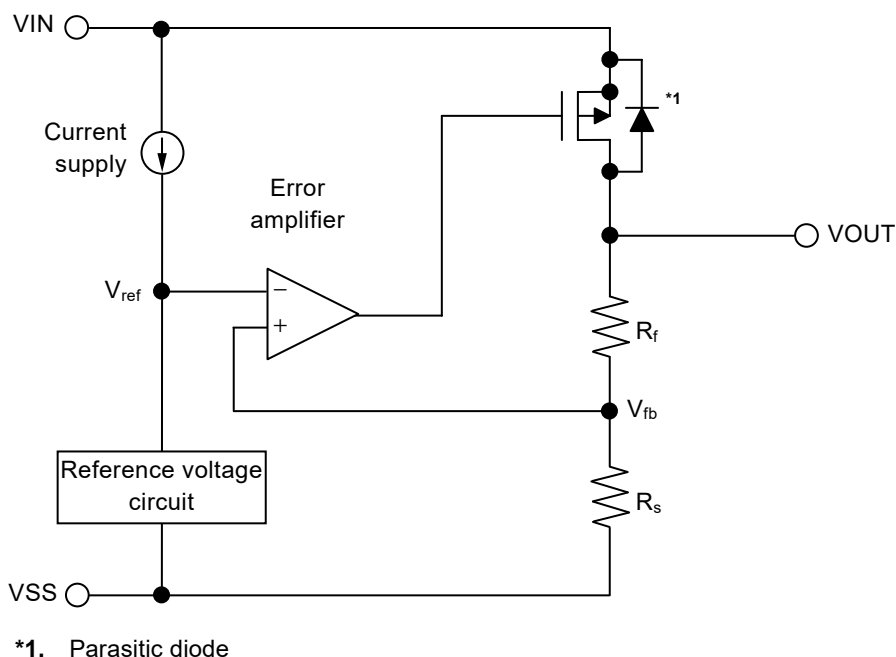 VIN
*1
Current
supply
Error
amplifier
VOUT
Vref
−
+
Rf
Vfb
Reference voltage
circuit
Rs
VSS
*1. Parasitic diode